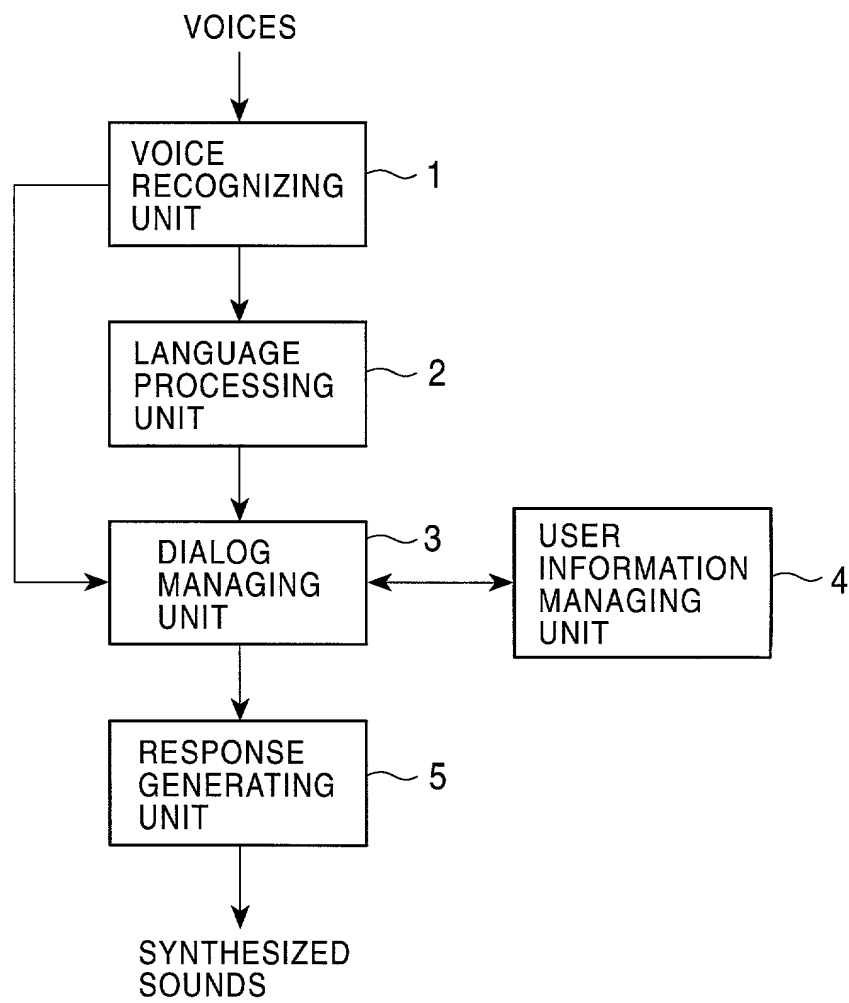 VOICES
VOICE
RECOGNIZING
UNIT
1
LANGUAGE
PROCESSING
UNIT
2
DIALOG
MANAGING
UNIT
3
USER
INFORMATION
MANAGING
UNIT
4
RESPONSE
GENERATING
UNIT
5
SYNTHESIZED
SOUNDS